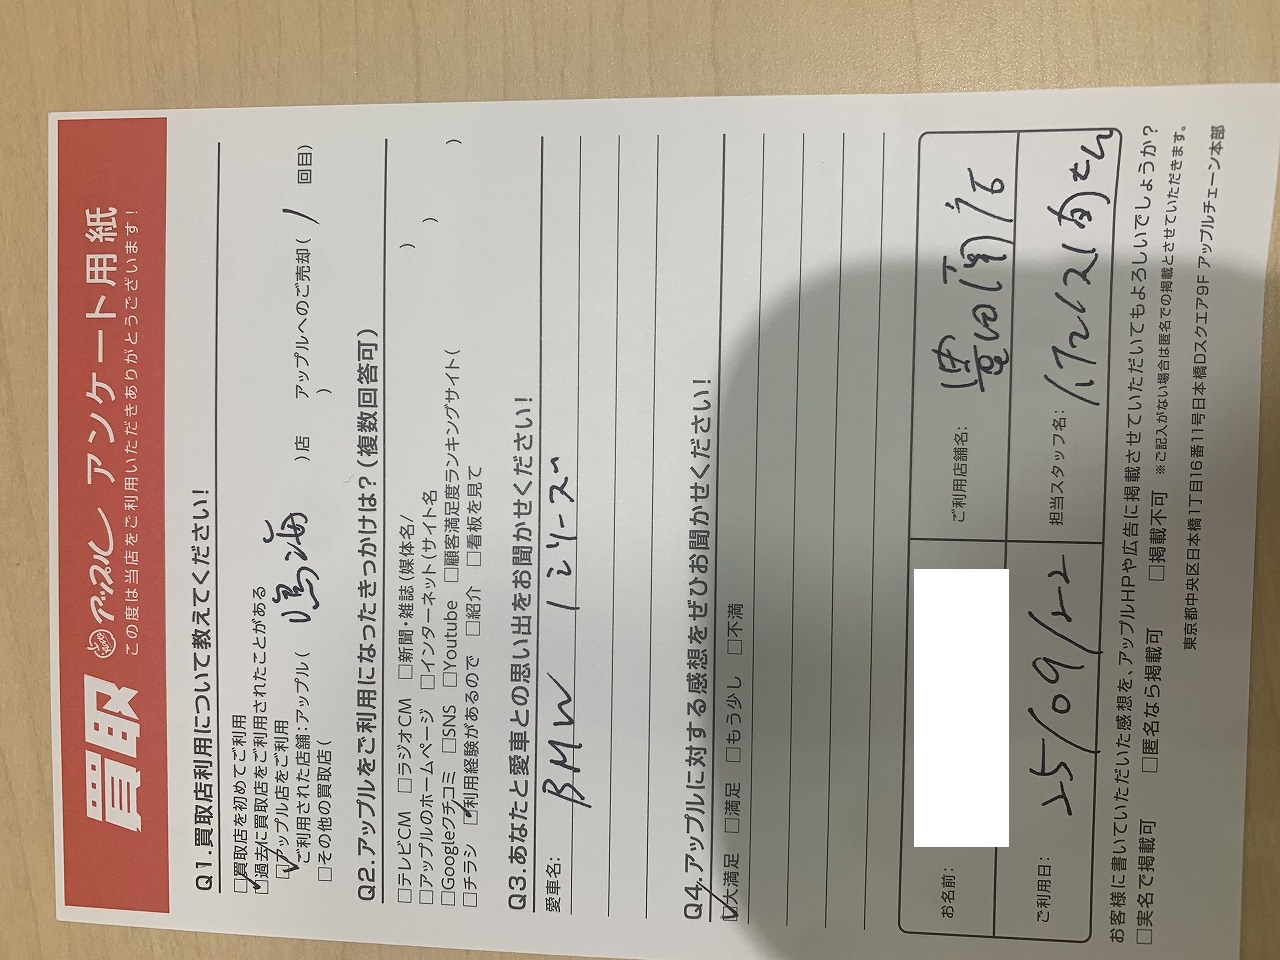 買取 アップル アンケート用紙
この度は当店をご利用いただきありがとうございます!
Q1.買取店利用について教えてください!
□買取店を初めてご利用
□過去に買取店をご利用されたことがある
□アップル店をご利用
ご利用された店舗:アップル( 鳴海 )店 アップルへのご売却( 1 回目)
□その他の買取店( )
Q2.アップルをご利用になったきっかけは?(複数回答可)
□テレビCM □ラジオCM □新聞・雑誌(媒体名/ )
□アップルのホームページ □インターネット(サイト名 )
□Googleクチコミ □SNS □Youtube □顧客満足度ランキングサイト( )
□チラシ □利用経験があるので □紹介 □看板を見て
Q3.あなたと愛車との思い出をお聞かせください!
愛車名: BMW 1シリーズ
Q4.アップルに対する感想をぜひお聞かせください!
□大満足 □満足 □もう少し □不満
お名前:
ご利用店舗名: 豊田南店
ご利用日: 25/09/22
担当スタッフ名:
お客様に書いていただいた感想を、アップルHPや広告に掲載させていただいてもよろしいでしょうか?
□実名で掲載可 □匿名なら掲載可 □掲載不可 ※ご記入がない場合は匿名での掲載とさせていただきます。
東京都中央区日本橋1丁目16番11号日本橋Dスクエア9F アップルチェーン本部